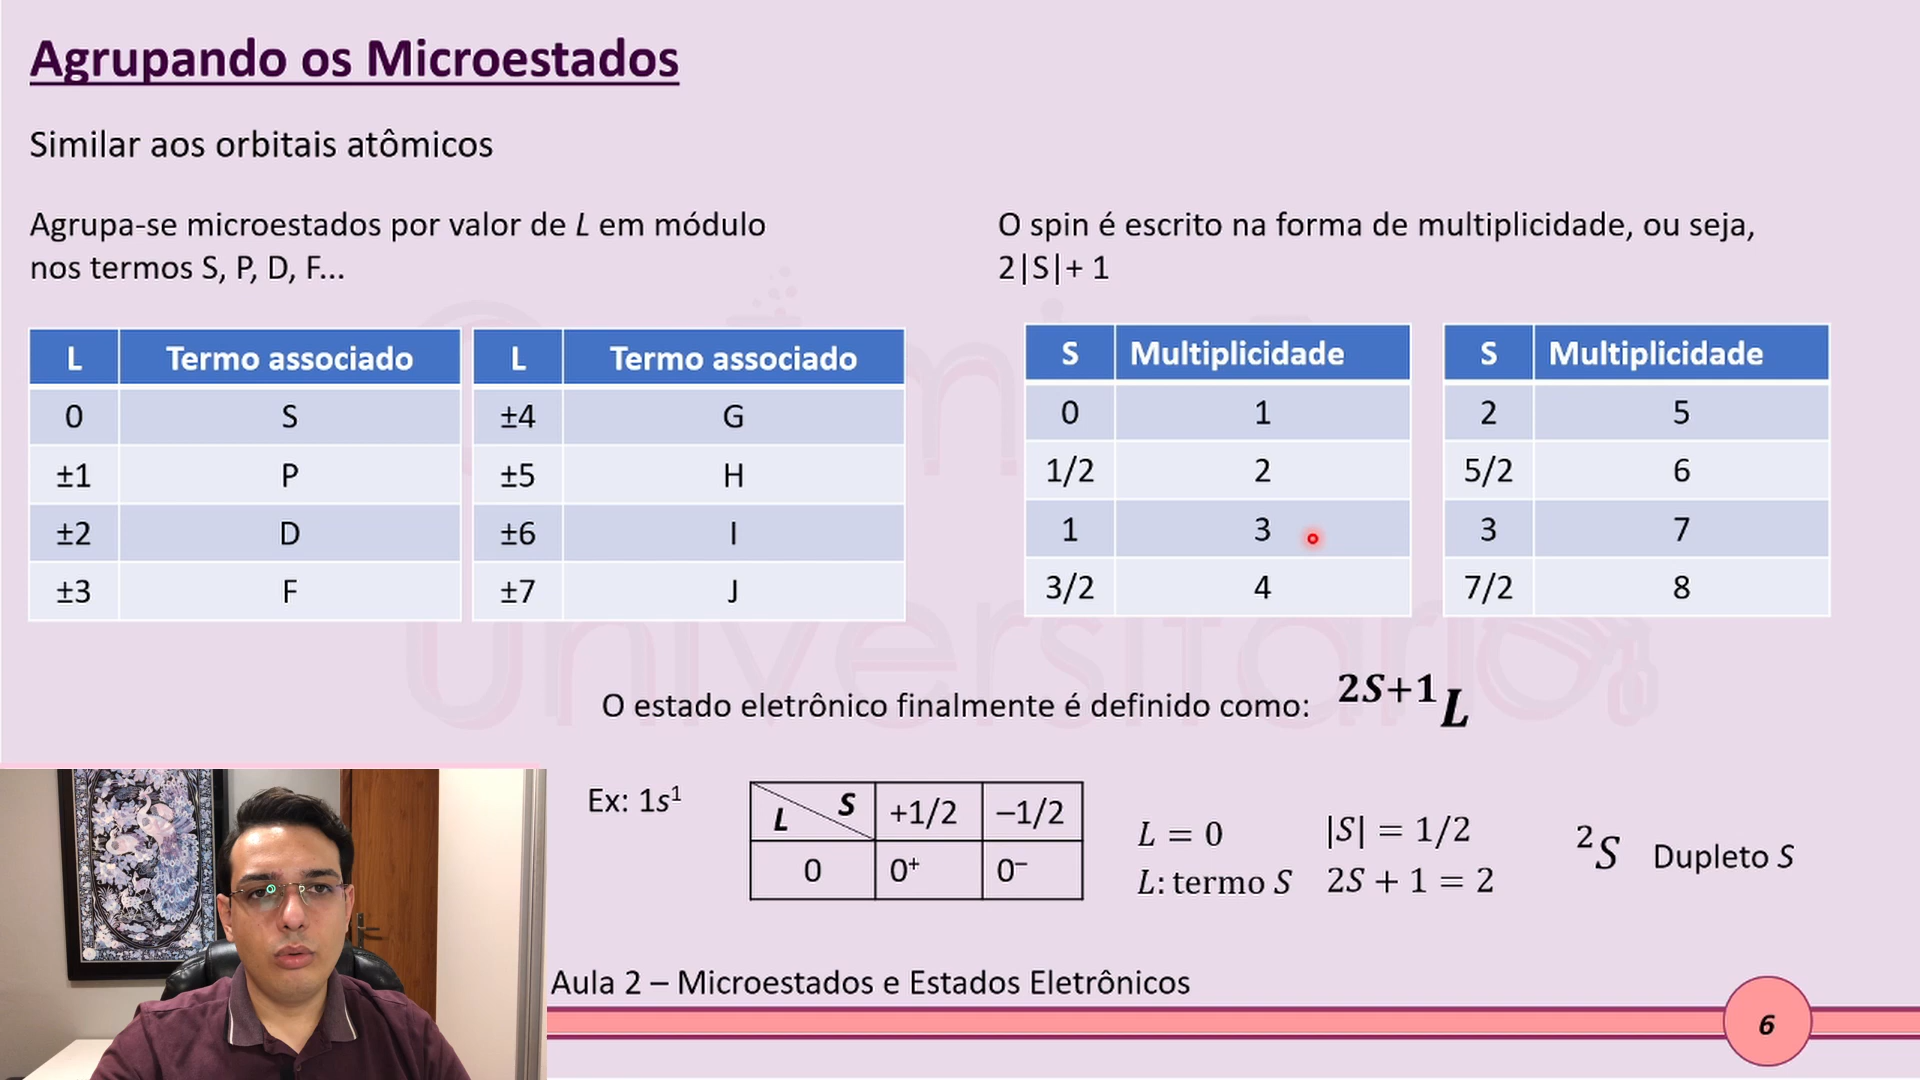 Agrupando os Microestados
Similar aos orbitais atômicos
Agrupa-se microestados por valor de L em módulo
nos termos S, P, D, F...
O spin é escrito na forma de multiplicidade, ou seja,
2|S|+ 1
L Termo associado
0 S
±1 P
±2 D
±3 F
L Termo associado
±4 G
±5 H
±6 I
±7 J
S Multiplicidade
0 1
1/2 2
1 3
3/2 4
S Multiplicidade
2 5
5/2 6
3 7
7/2 8
O estado eletrônico finalmente é definido como: ²ˢ⁺¹L
Ex: 1s¹
L S +1/2 –1/2
0 0⁺ 0⁻
L = 0
L: termo S
|S| = 1/2
2S + 1 = 2
²S Dupleto S
Aula 2 – Microestados e Estados Eletrônicos
6